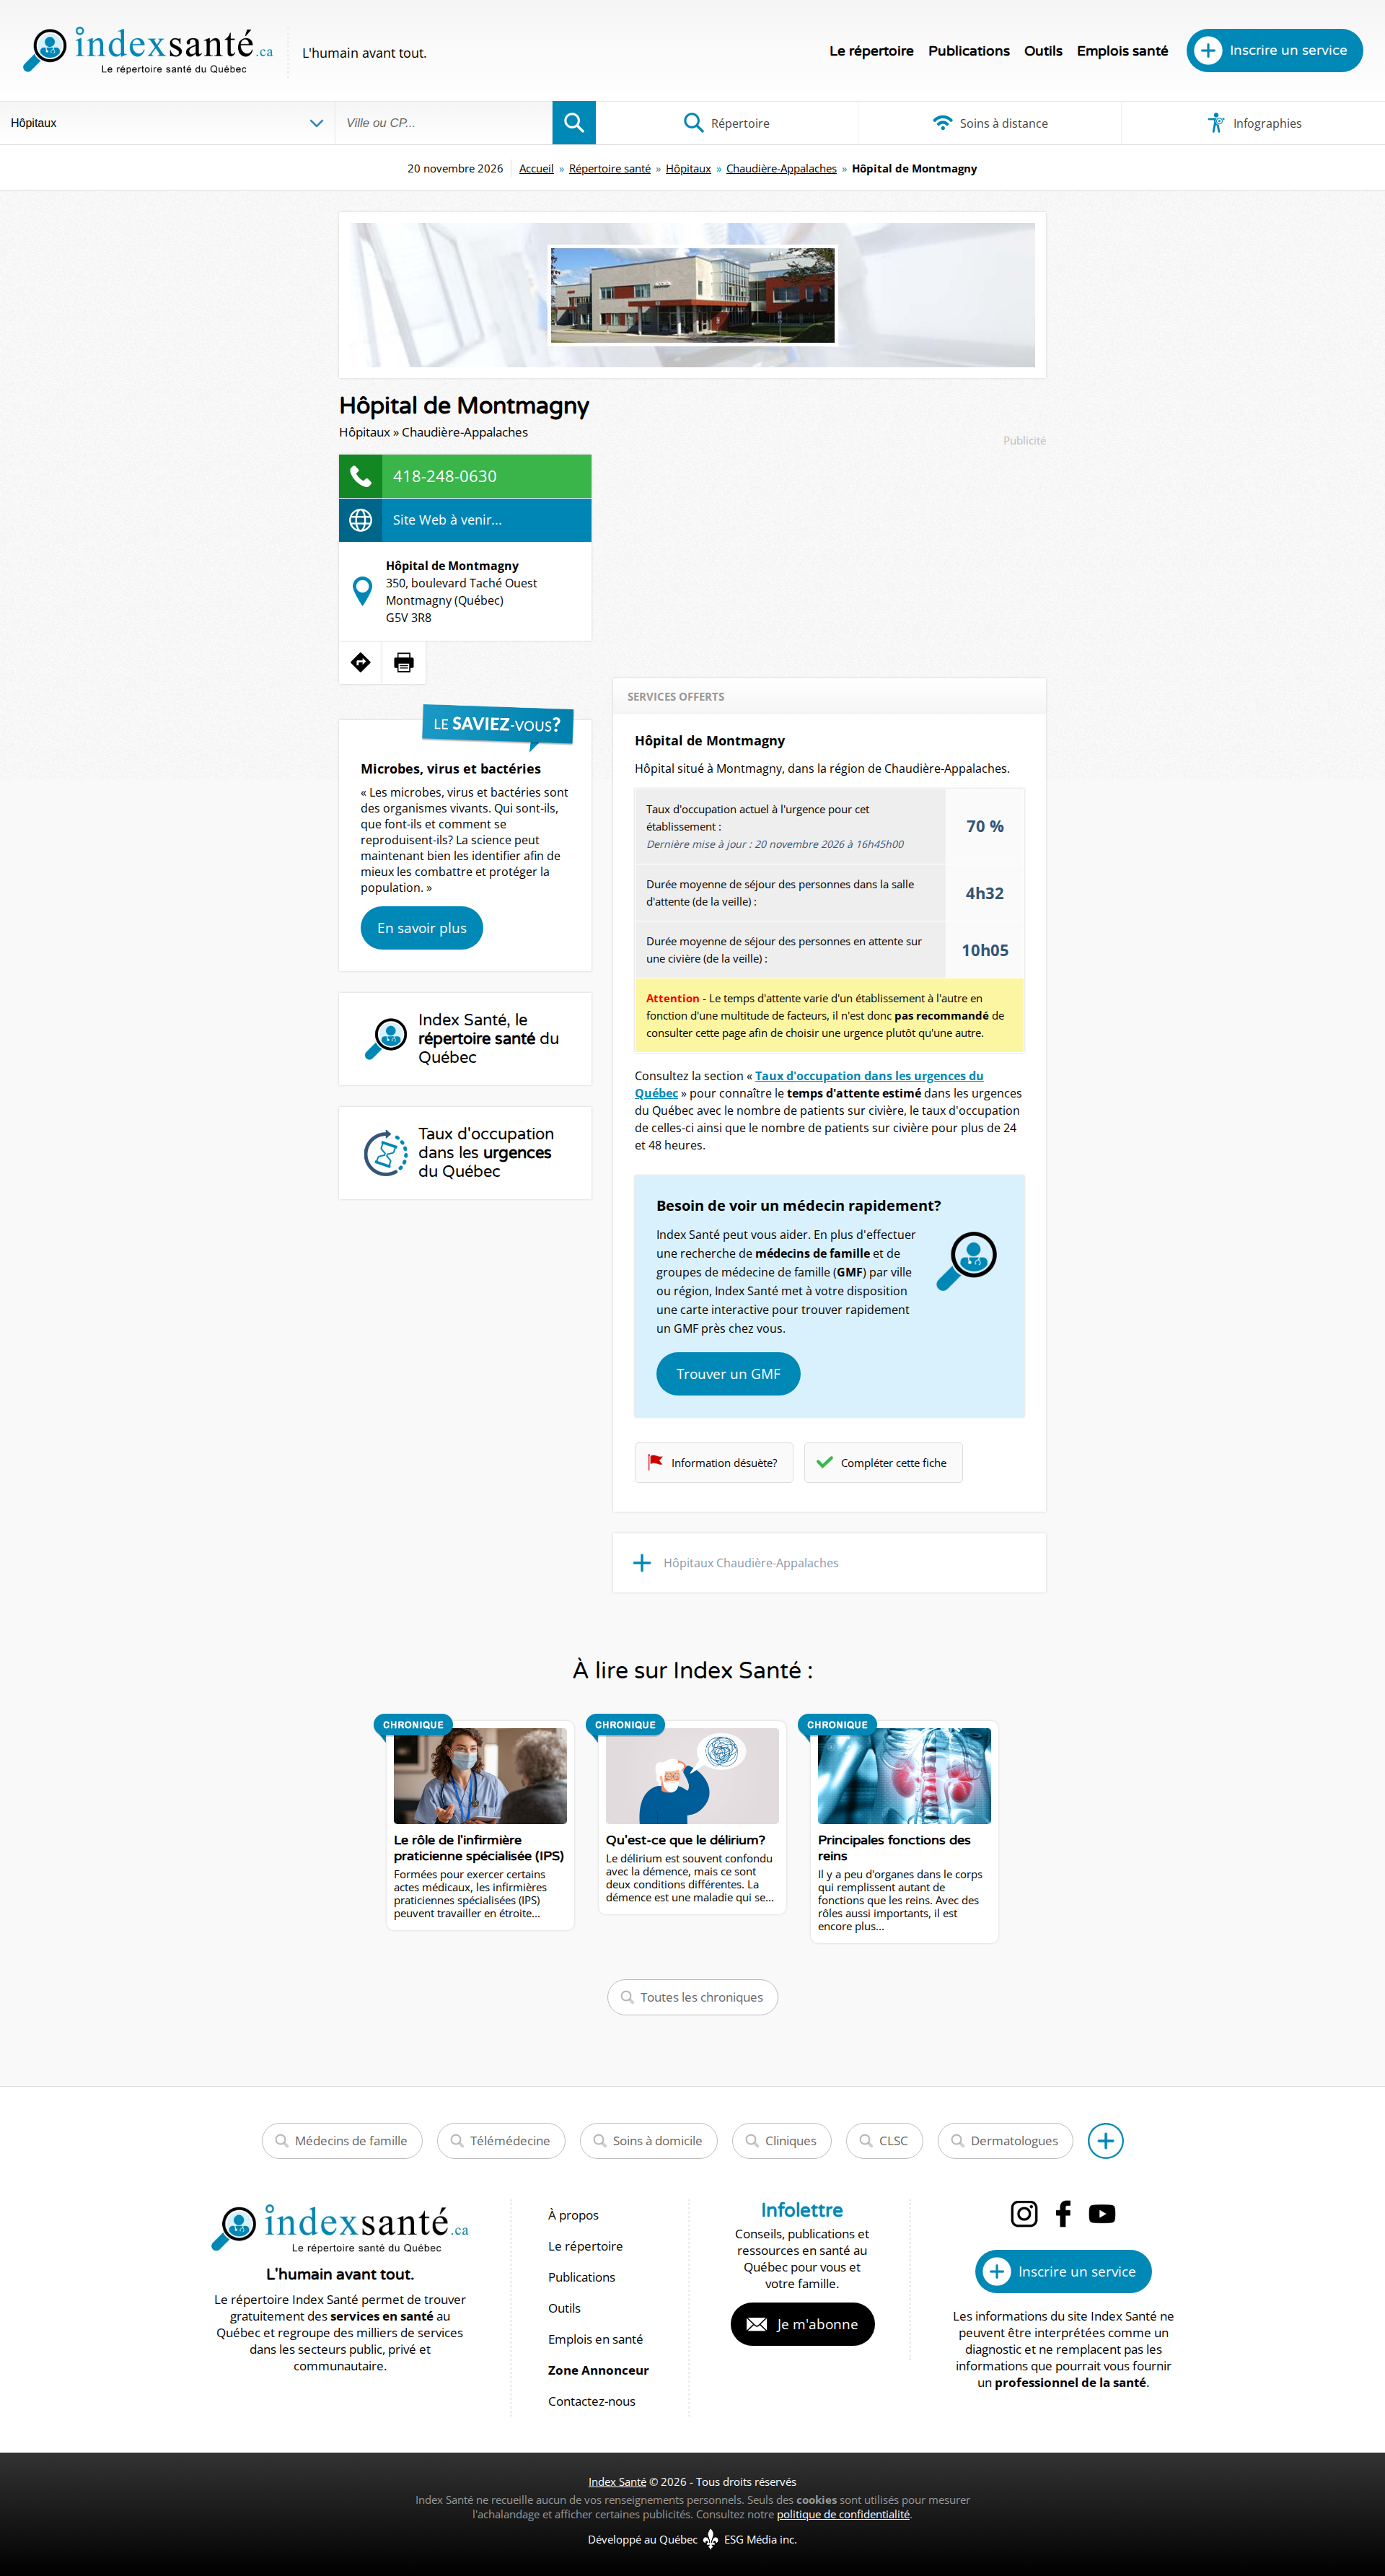 indexsanté.ca
Le répertoire santé du Québec
L'humain avant tout.
Le répertoire
Publications
Outils
Emplois santé
Inscrire un service
Hôpitaux
Ville ou CP...
Répertoire
Soins à distance
Infographies
20 novembre 2026
Accueil » Répertoire santé » Hôpitaux » Chaudière-Appalaches » Hôpital de Montmagny
Hôpital de Montmagny
Hôpitaux » Chaudière-Appalaches
Publicité
418-248-0630
Site Web à venir...
Hôpital de Montmagny
350, boulevard Taché Ouest
Montmagny (Québec)
G5V 3R8
LE SAVIEZ-VOUS?
Microbes, virus et bactéries
« Les microbes, virus et bactéries sont
des organismes vivants. Qui sont-ils,
que font-ils et comment se
reproduisent-ils? La science peut
maintenant bien les identifier afin de
mieux les combattre et protéger la
population. »
En savoir plus
Index Santé, le
répertoire santé du
Québec
Taux d'occupation
dans les urgences
du Québec
SERVICES OFFERTS
Hôpital de Montmagny
Hôpital situé à Montmagny, dans la région de Chaudière-Appalaches.
Taux d'occupation actuel à l'urgence pour cet
établissement :
Dernière mise à jour : 20 novembre 2026 à 16h45h00
70 %
Durée moyenne de séjour des personnes dans la salle
d'attente (de la veille) :
4h32
Durée moyenne de séjour des personnes en attente sur
une civière (de la veille) :
10h05
Attention - Le temps d'attente varie d'un établissement à l'autre en
fonction d'une multitude de facteurs, il n'est donc pas recommandé de
consulter cette page afin de choisir une urgence plutôt qu'une autre.
Consultez la section « Taux d'occupation dans les urgences du
Québec » pour connaître le temps d'attente estimé dans les urgences
du Québec avec le nombre de patients sur civière, le taux d'occupation
de celles-ci ainsi que le nombre de patients sur civière pour plus de 24
et 48 heures.
Besoin de voir un médecin rapidement?
Index Santé peut vous aider. En plus d'effectuer
une recherche de médecins de famille et de
groupes de médecine de famille (GMF) par ville
ou région, Index Santé met à votre disposition
une carte interactive pour trouver rapidement
un GMF près chez vous.
Trouver un GMF
Information désuète?
Compléter cette fiche
Hôpitaux Chaudière-Appalaches
À lire sur Index Santé :
CHRONIQUE
Le rôle de l'infirmière
praticienne spécialisée (IPS)
Formées pour exercer certains
actes médicaux, les infirmières
praticiennes spécialisées (IPS)
peuvent travailler en étroite...
CHRONIQUE
Qu'est-ce que le délirium?
Le délirium est souvent confondu
avec la démence, mais ce sont
deux conditions différentes. La
démence est une maladie qui se...
CHRONIQUE
Principales fonctions des
reins
Il y a peu d'organes dans le corps
qui remplissent autant de
fonctions que les reins. Avec des
rôles aussi importants, il est
encore plus...
Toutes les chroniques
Médecins de famille
Télémédecine
Soins à domicile
Cliniques
CLSC
Dermatologues
indexsanté.ca
Le répertoire santé du Québec
L'humain avant tout.
Le répertoire Index Santé permet de trouver
gratuitement des services en santé au
Québec et regroupe des milliers de services
dans les secteurs public, privé et
communautaire.
À propos
Le répertoire
Publications
Outils
Emplois en santé
Zone Annonceur
Contactez-nous
Infolettre
Conseils, publications et
ressources en santé au
Québec pour vous et
votre famille.
Je m'abonne
Inscrire un service
Les informations du site Index Santé ne
peuvent être interprétées comme un
diagnostic et ne remplacent pas les
informations que pourrait vous fournir
un professionnel de la santé.
Index Santé © 2026 - Tous droits réservés
Index Santé ne recueille aucun de vos renseignements personnels. Seuls des cookies sont utilisés pour mesurer
l'achalandage et afficher certaines publicités. Consultez notre politique de confidentialité.
Développé au Québec ESG Média inc.